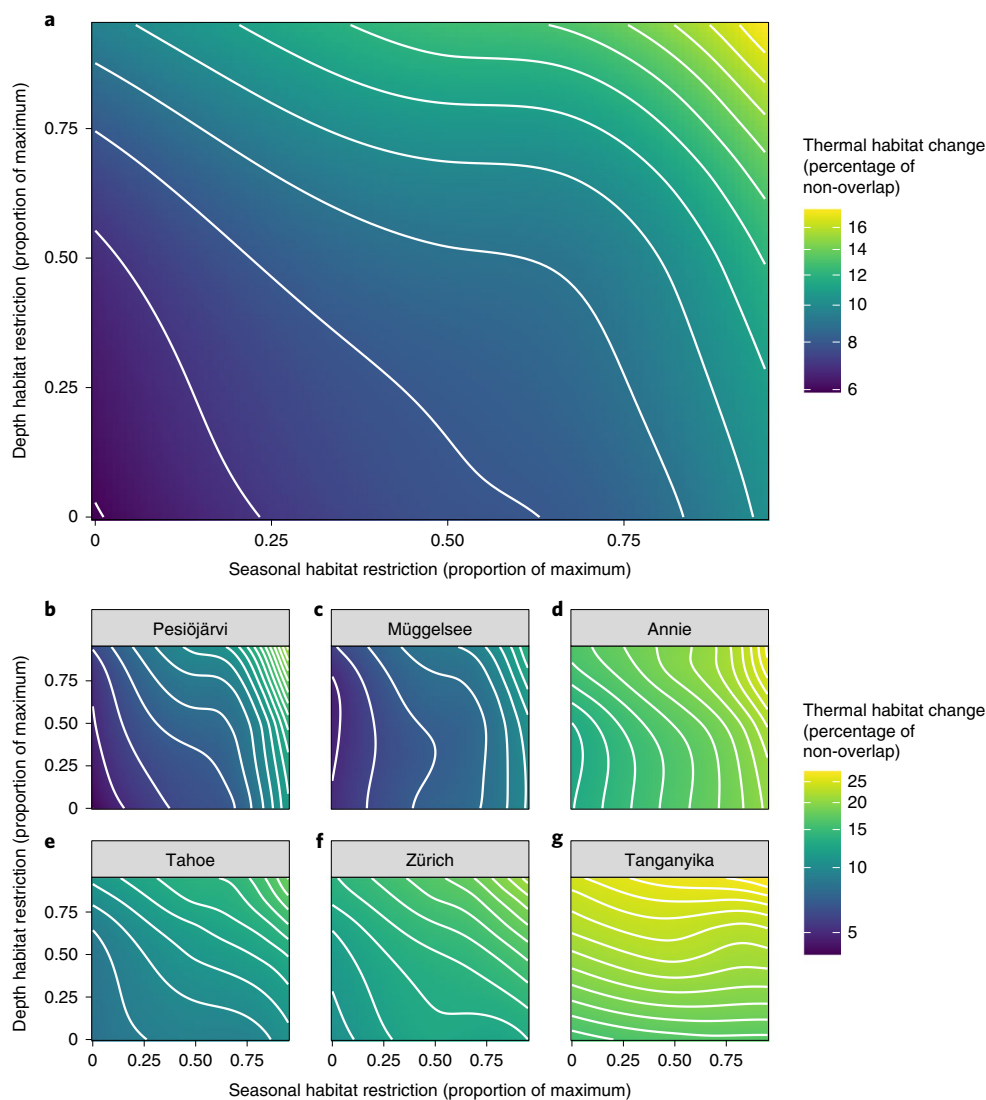 a
Depth habitat restriction (proportion of maximum)
0.75
0.50
0.25
0
0
0.25
0.50
0.75
Seasonal habitat restriction (proportion of maximum)
Thermal habitat change
(percentage of
non-overlap)
16
14
12
10
8
6
b
Pesiöjärvi
c
Müggelsee
d
Annie
0.75
0.50
0.25
0
e
Tahoe
f
Zürich
g
Tanganyika
0.75
0.50
0.25
0
Depth habitat restriction (proportion of maximum)
0
0.25
0.50
0.75
0
0.25
0.50
0.75
0
0.25
0.50
0.75
Seasonal habitat restriction (proportion of maximum)
Thermal habitat change
(percentage of
non-overlap)
25
20
15
10
5